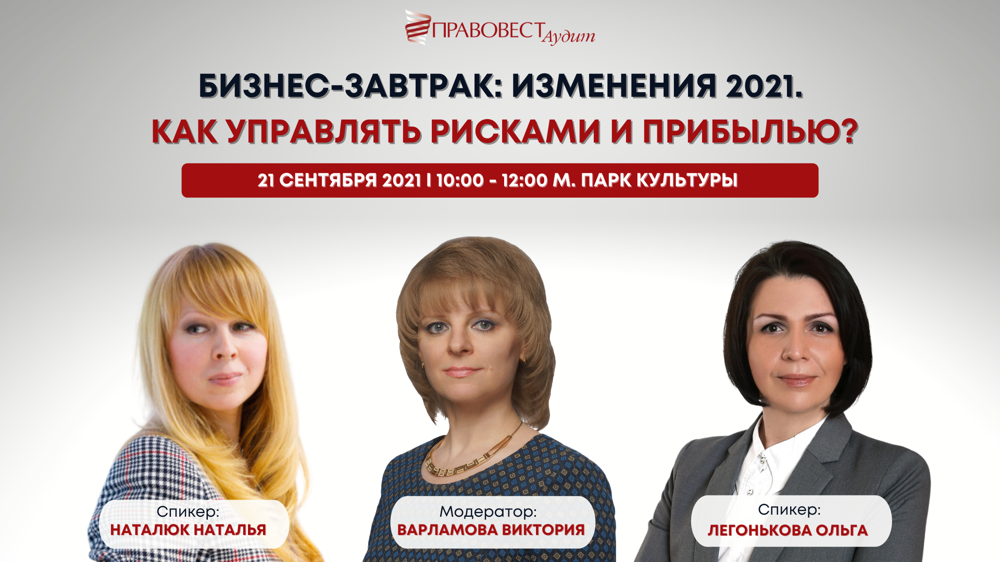 ПРАВОВЕСТ Аудит
БИЗНЕС-ЗАВТРАК: ИЗМЕНЕНИЯ 2021.
КАК УПРАВЛЯТЬ РИСКАМИ И ПРИБЫЛЬЮ?
21 СЕНТЯБРЯ 2021 I 10:00 - 12:00 М. ПАРК КУЛЬТУРЫ
Спикер:
НАТАЛЮК НАТАЛЬЯ
Модератор:
ВАРЛАМОВА ВИКТОРИЯ
Спикер:
ЛЕГОНЬКОВА ОЛЬГА